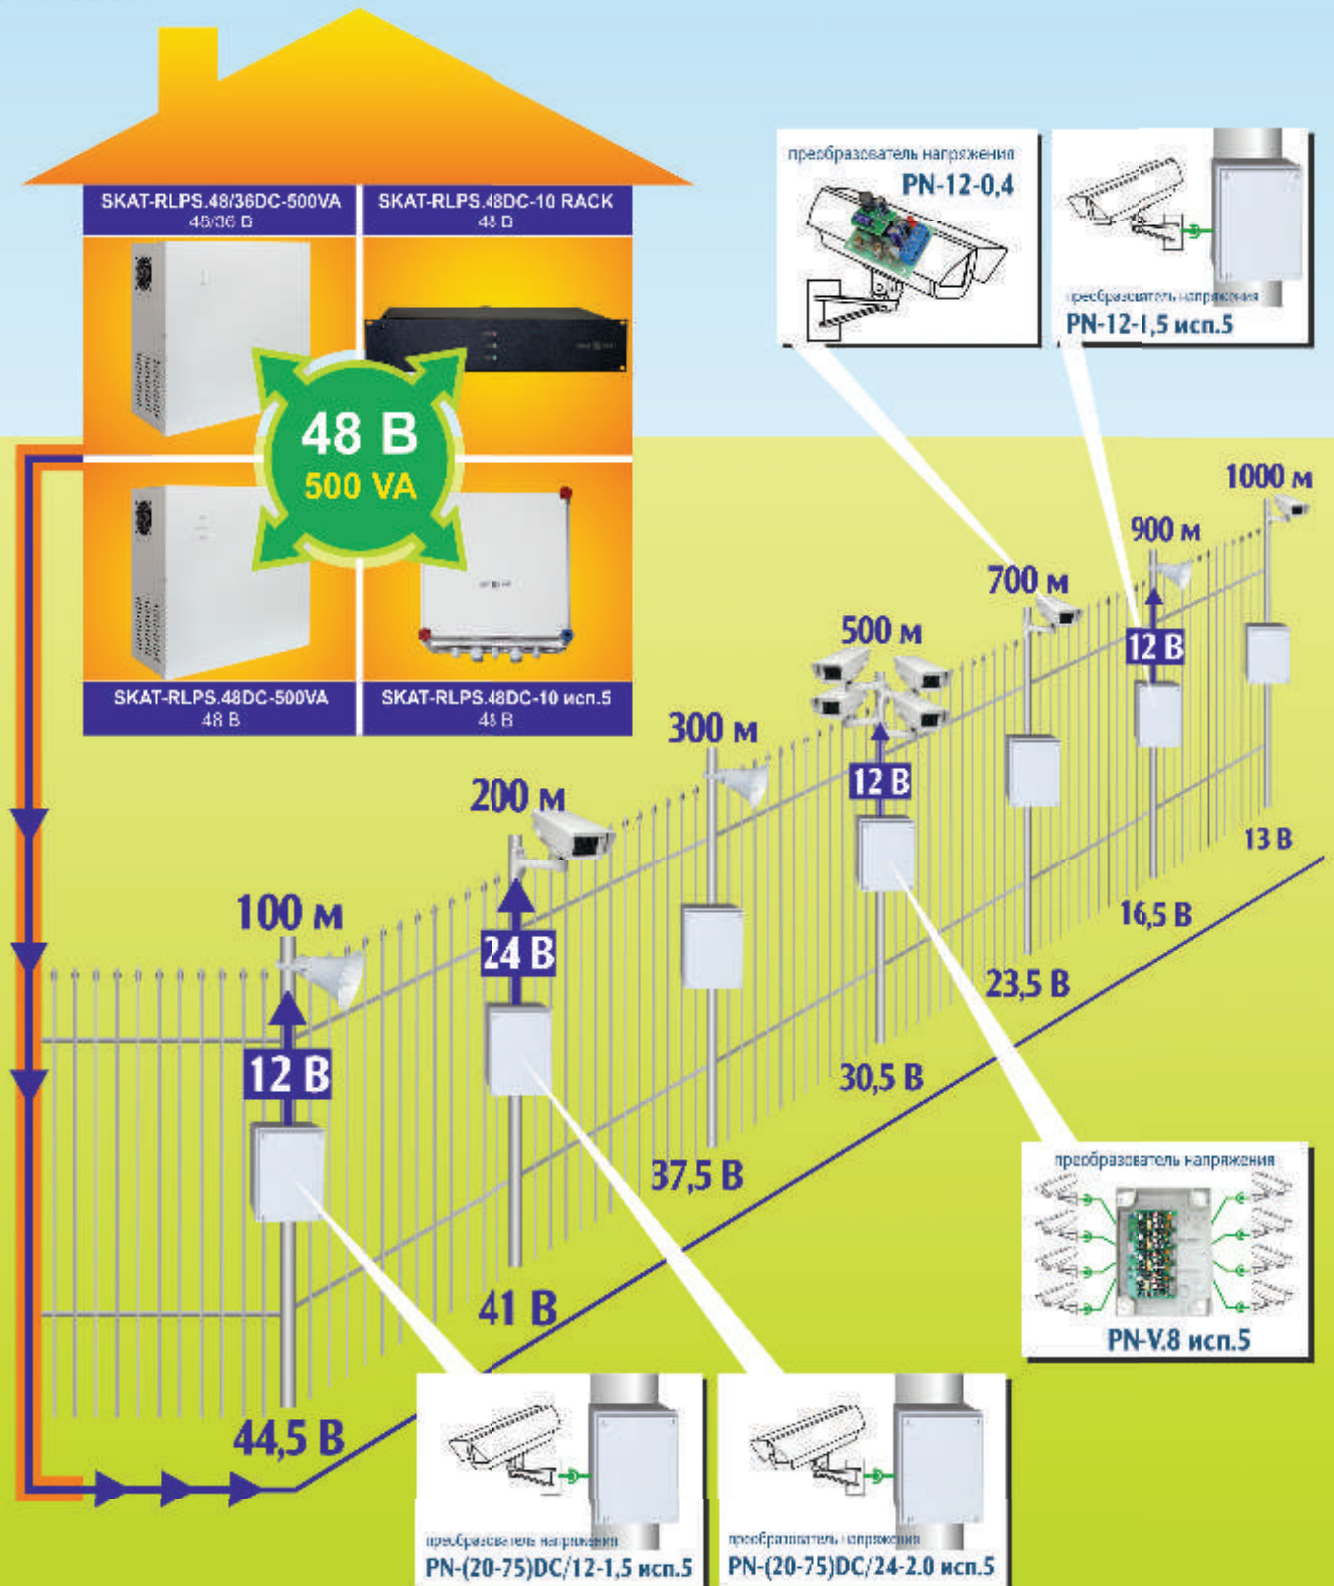 SKAT-RLPS.48/36DC-500VA
48/36 В
SKAT-RLPS.48DC-10 RACK
48 В
48 В
500 VA
SKAT-RLPS.48DC-500VA
48 В
SKAT-RLPS.48DC-10 исп.5
48 В
преобразователь напряжения
PN-12-0,4
преобразователь напряжения
PN-12-1,5 исп.5
1000 м
900 м
700 м
500 м
300 м
200 м
100 м
12 В
12 В
24 В
12 В
13 В
16,5 В
23,5 В
30,5 В
37,5 В
41 В
44,5 В
преобразователь напряжения
PN-V.8 исп.5
преобразователь напряжения
PN-(20-75)DC/12-1,5 исп.5
преобразователь напряжения
PN-(20-75)DC/24-2.0 исп.5